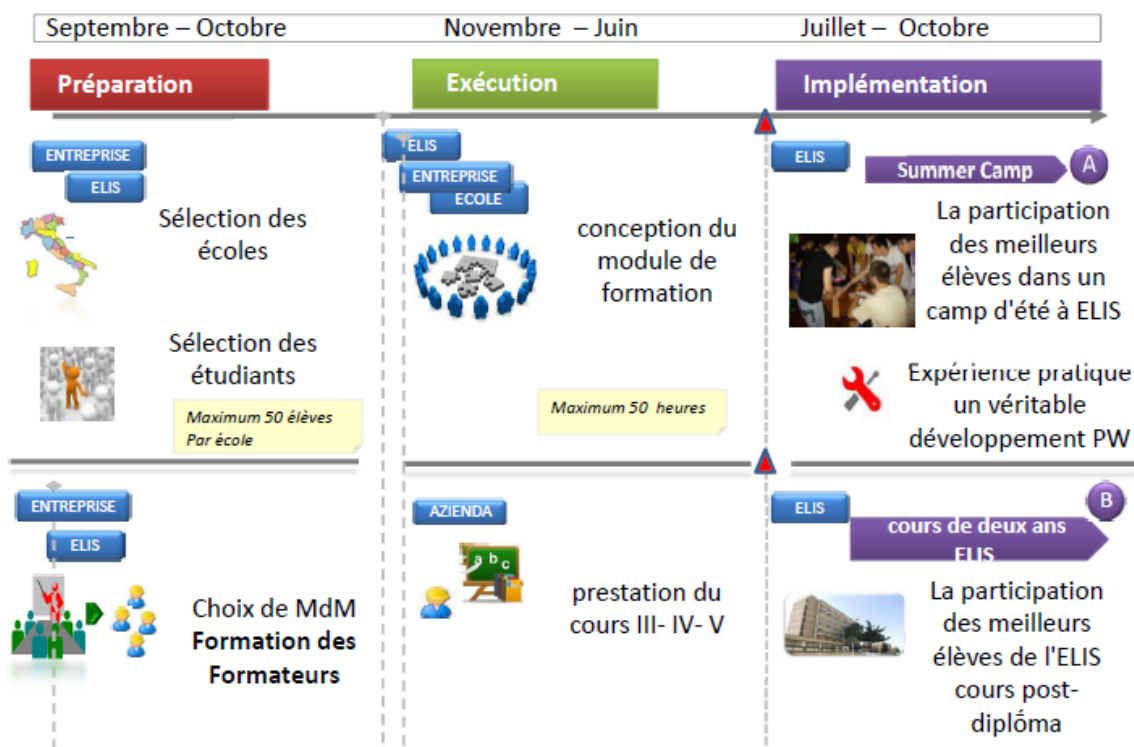 Septembre – Octobre
Novembre – Juin
Juillet – Octobre
Préparation
Exécution
Implémentation
ENTREPRISE
ELIS
Sélection des
écoles
Sélection des
étudiants
Maximum 50 élèves
Par école
ELIS
ENTREPRISE
ECOLE
conception du
module de
formation
Maximum 50 heures
ELIS
Summer Camp
A
La participation
des meilleurs
élèves dans un
camp d'été à ELIS
Expérience pratique
un véritable
développement PW
ENTREPRISE
ELIS
Choix de MdM
Formation des
Formateurs
AZIENDA
a b c
prestation du
cours III- IV- V
ELIS
cours de deux ans
ELIS
B
La participation
des meilleurs
élèves de l'ELIS
cours post-
diplóma